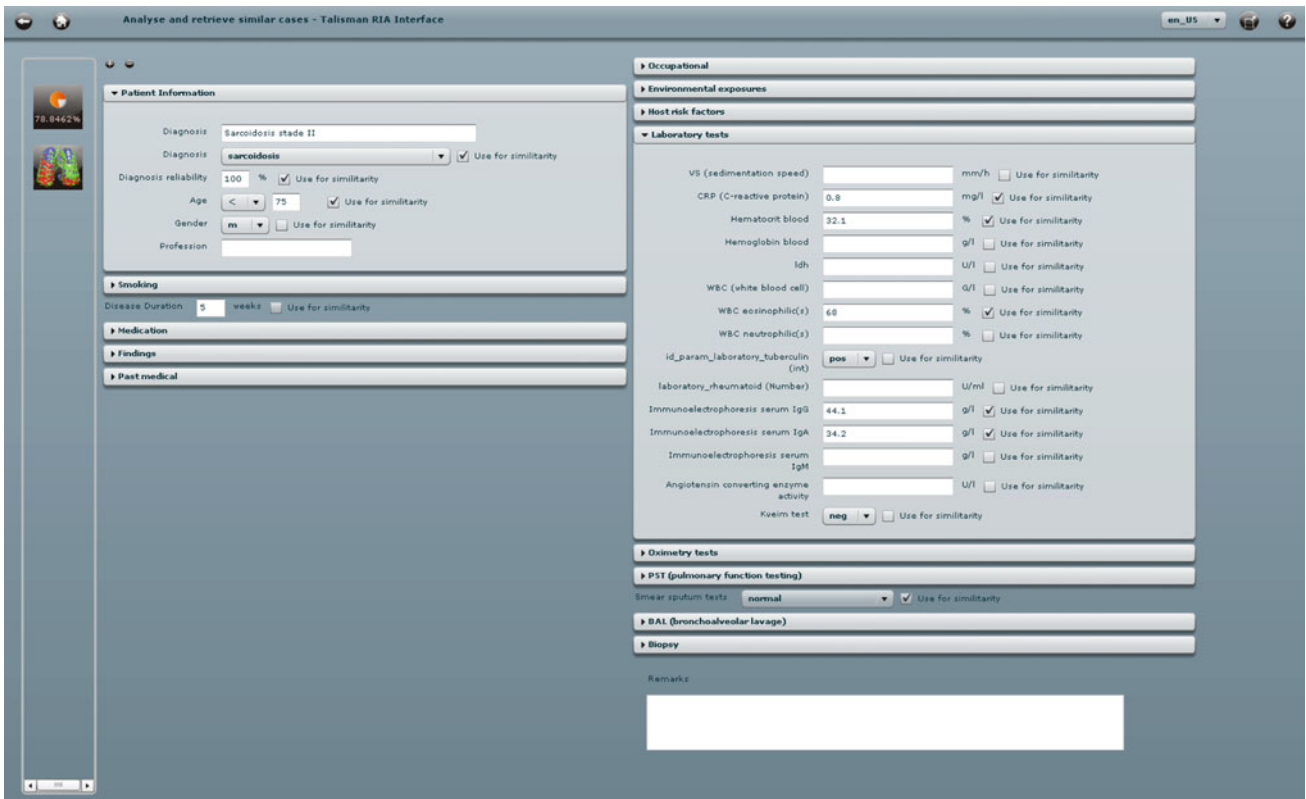 Analyse and retrieve similar cases - Talisman RIA Interface
en_US
78.8462%
Patient Information
Diagnosis Sarcoidosis stade II
Diagnosis sarcoidosis Use for similitarity
Diagnosis reliability 100 % Use for similitarity
Age < 75 Use for similitarity
Gender m Use for similitarity
Profession
Smoking
Disease Duration 5 weeks Use for similitarity
Medication
Findings
Past medical
Occupational
Environmental exposures
Host risk factors
Laboratory tests
VS (sedimentation speed) mm/h Use for similitarity
CRP (C-reactive protein) 0.8 mg/l Use for similitarity
Hematocrit blood 32.1 % Use for similitarity
Hemoglobin blood g/l Use for similitarity
ldh U/l Use for similitarity
WBC (white blood cell) G/l Use for similitarity
WBC eosinophilic(s) 68 % Use for similitarity
WBC neutrophilic(s) % Use for similitarity
id_param_laboratory_tuberculin
(int) pos Use for similitarity
laboratory_rheumatoid (Number) U/ml Use for similitarity
Immunoelectrophoresis serum IgG 44.1 g/l Use for similitarity
Immunoelectrophoresis serum IgA 34.2 g/l Use for similitarity
Immunoelectrophoresis serum
IgM g/l Use for similitarity
Angiotensin converting enzyme
activity U/l Use for similitarity
Kveim test neg Use for similitarity
Oximetry tests
PST (pulmonary function testing)
Smear sputum tests normal Use for similitarity
BAL (bronchoalveolar lavage)
Biopsy
Remarks